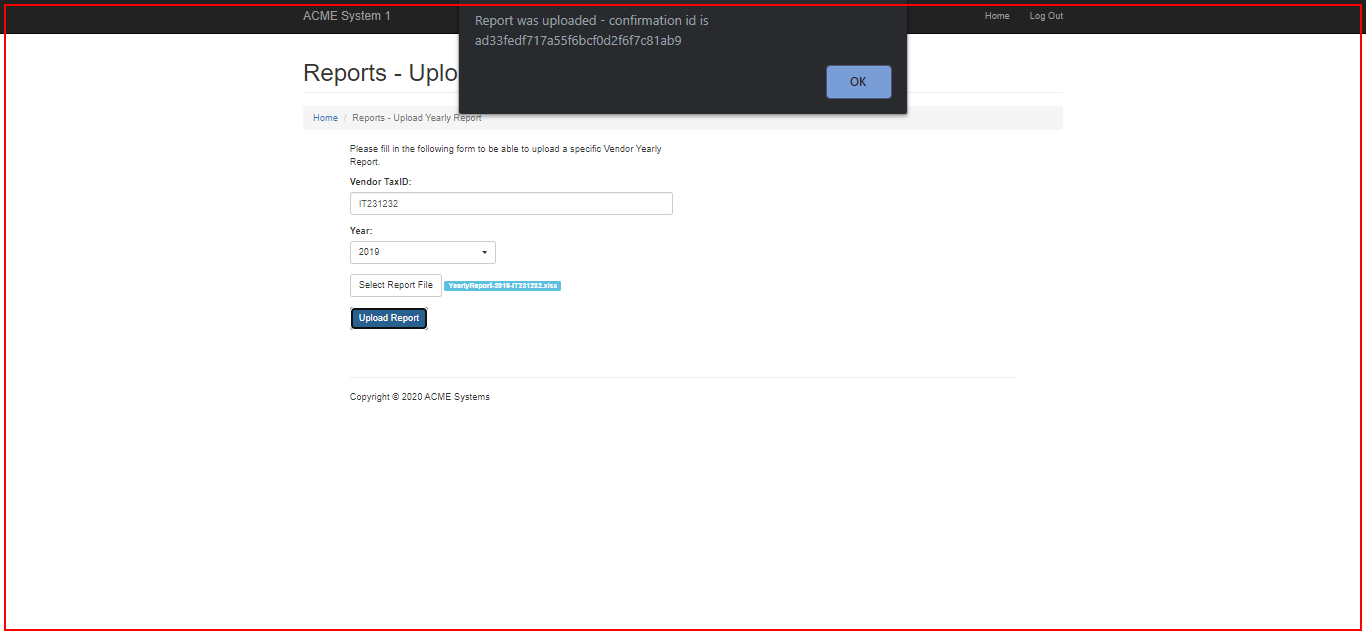 ACME System 1
Home
Log Out
Report was uploaded - confirmation id is
ad33fedf717a55f6bcf0d2f6f7c81ab9
OK
Reports - Uplo
Home / Reports - Upload Yearly Report
Please fill in the following form to be able to upload a specific Vendor Yearly
Report.
Vendor TaxID:
IT231232
Year:
2019
Select Report File YearlyReport-2019-IT231232.xlsx
Upload Report
Copyright © 2020 ACME Systems